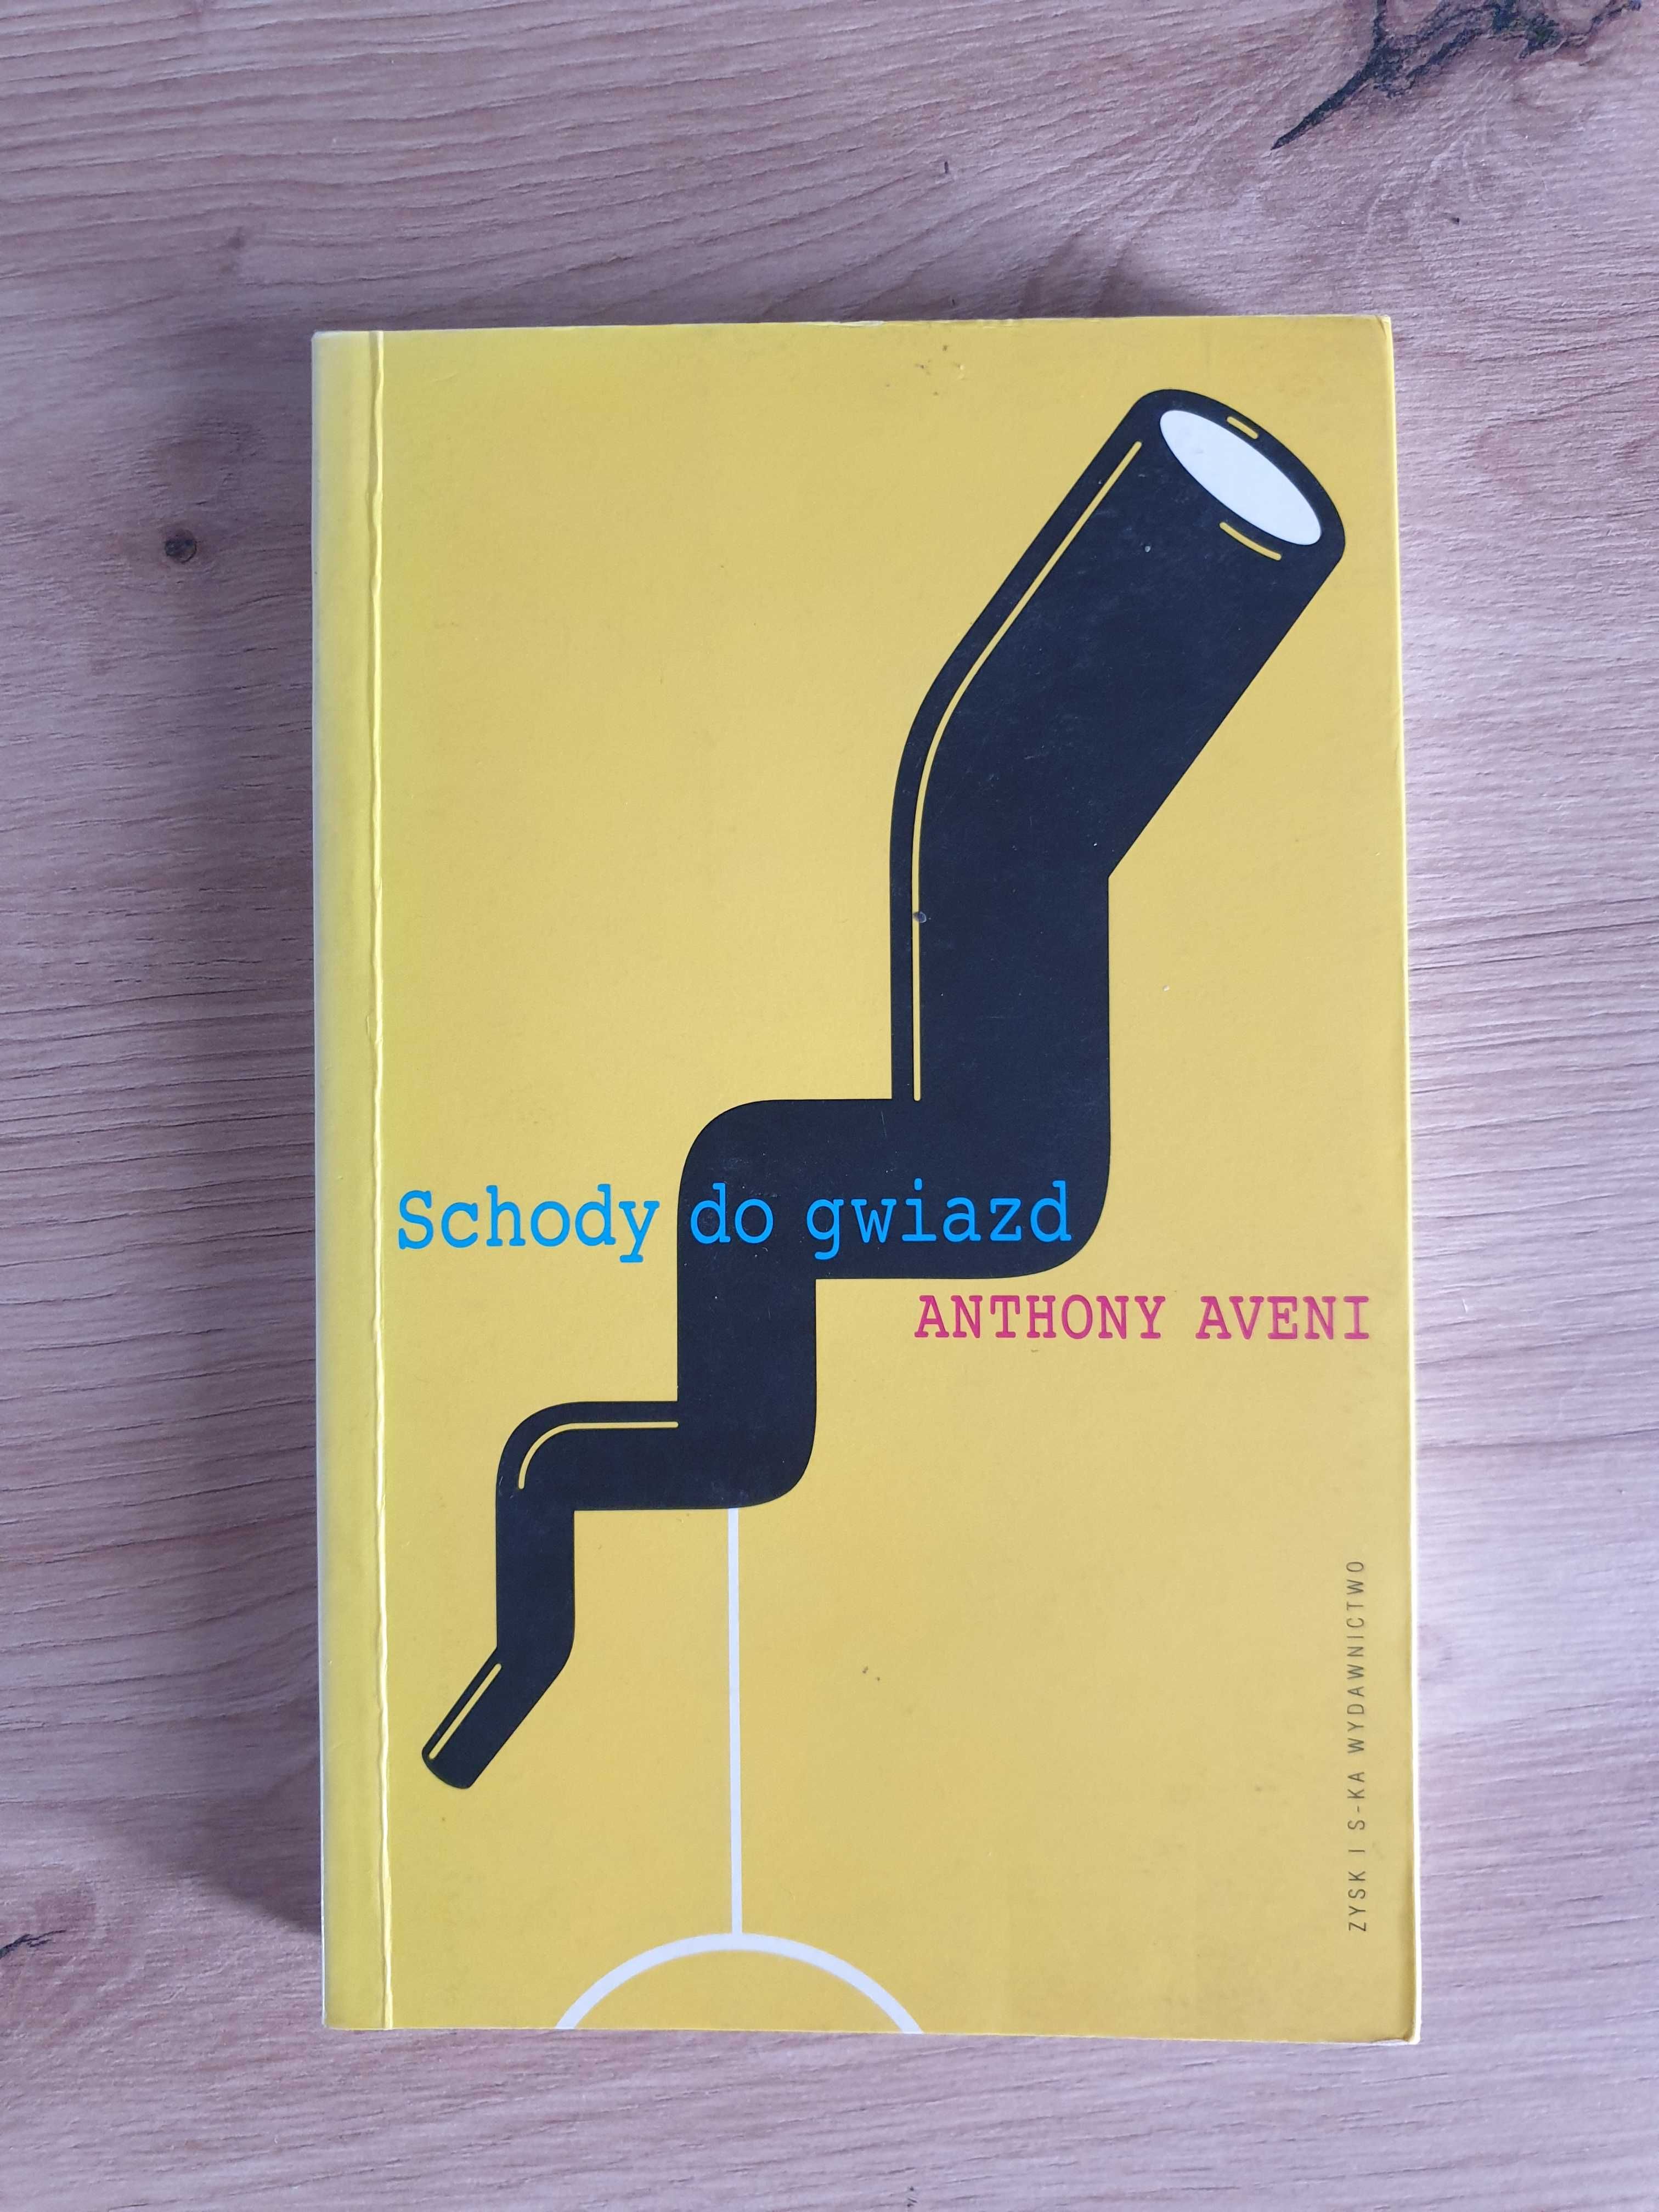 Schody do gwiazd
ANTHONY AVENI
ZYSK I S-KA WYDAWNICTWO